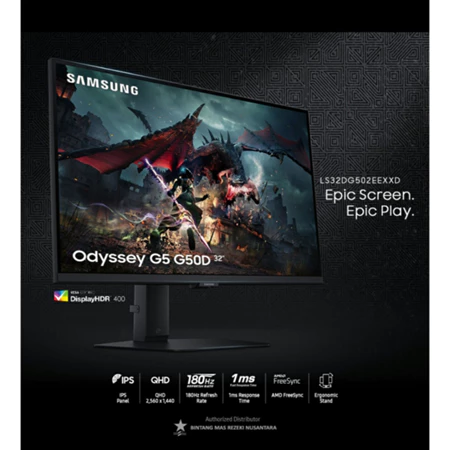 SAMSUNG
LS32DG502EEXXD
Epic Screen.
Epic Play.
Odyssey G5 G50D 32"
DisplayHDR 400
IPS
IPS
Panel
QHD
QHD
2,560 x 1,440
180Hz
180Hz Refresh
Rate
1ms
1ms Response
Time
AMD
FreeSync
AMD FreeSync
Ergonomic
Stand
Authorized Distributor
BINTANG MAS REZEKI NUSANTARA